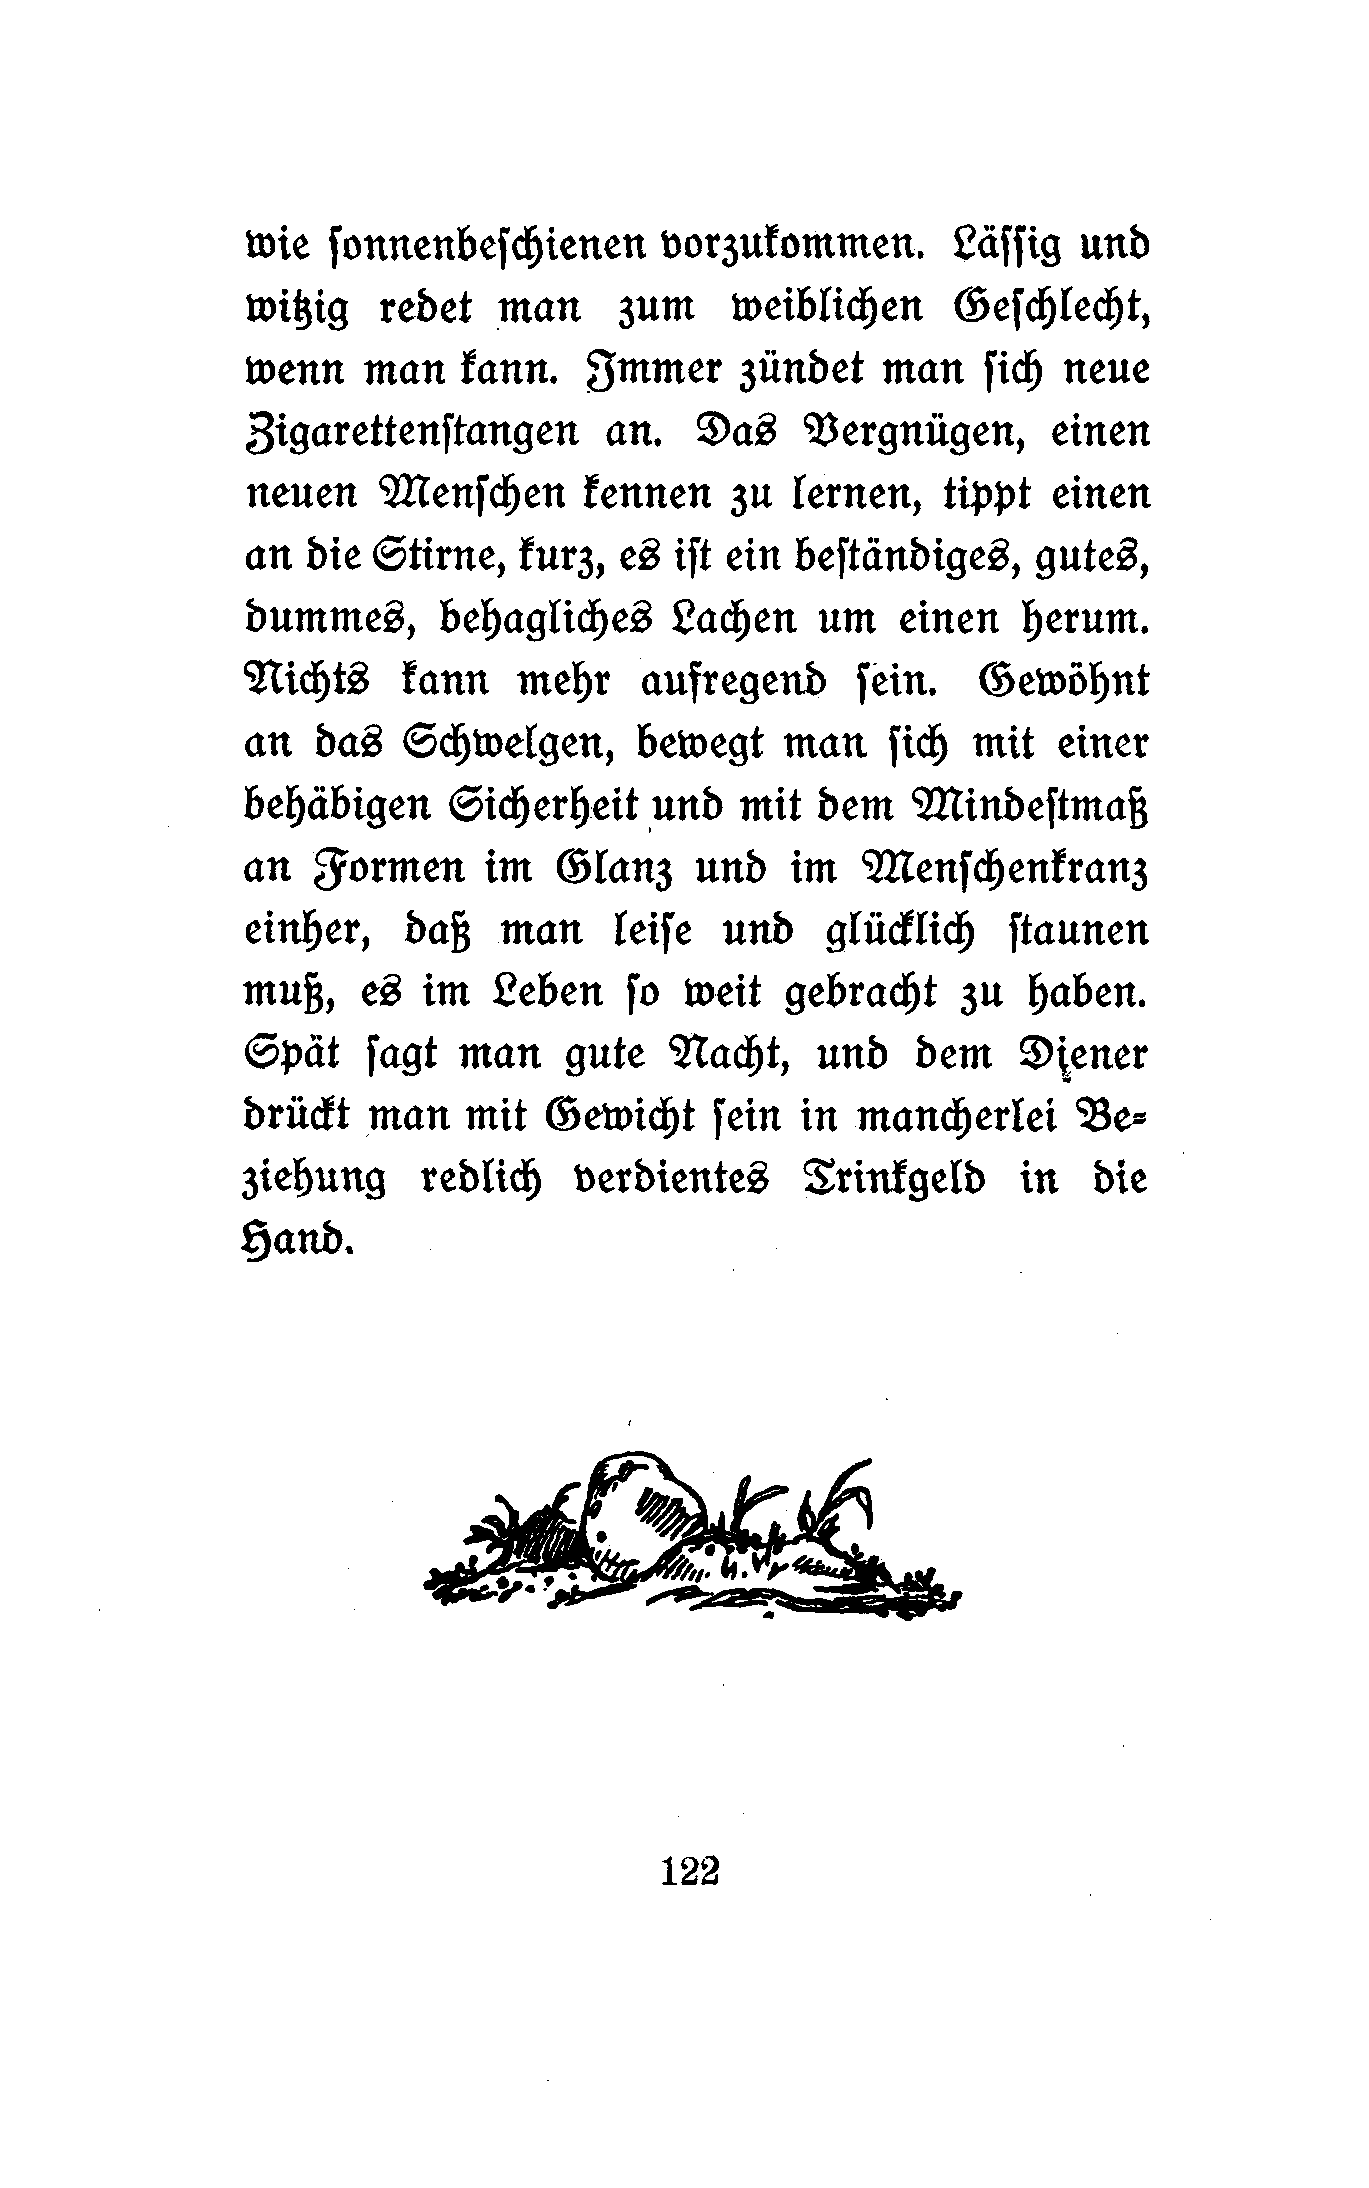 wie ſonnenbeſchienen vorzukommen. Läſſig und
witzig redet man zum weiblichen Geſchlecht,
wenn man kann. Immer zündet man ſich neue
Zigarettenſtangen an. Das Vergnügen, einen
neuen Menſchen kennen zu lernen, tippt einen
an die Stirne, kurz, es iſt ein beſtändiges, gutes,
dummes, behagliches Lachen um einen herum.
Nichts kann mehr aufregend ſein. Gewöhnt
an das Schwelgen, bewegt man ſich mit einer
behäbigen Sicherheit und mit dem Mindeſtmaß
an Formen im Glanz und im Menſchenkranz
einher, daß man leiſe und glücklich ſtaunen
muß, es im Leben ſo weit gebracht zu haben.
Spät ſagt man gute Nacht, und dem Diener
drückt man mit Gewicht ſein in mancherlei Be⸗
ziehung redlich verdientes Trinkgeld in die
Hand.
122